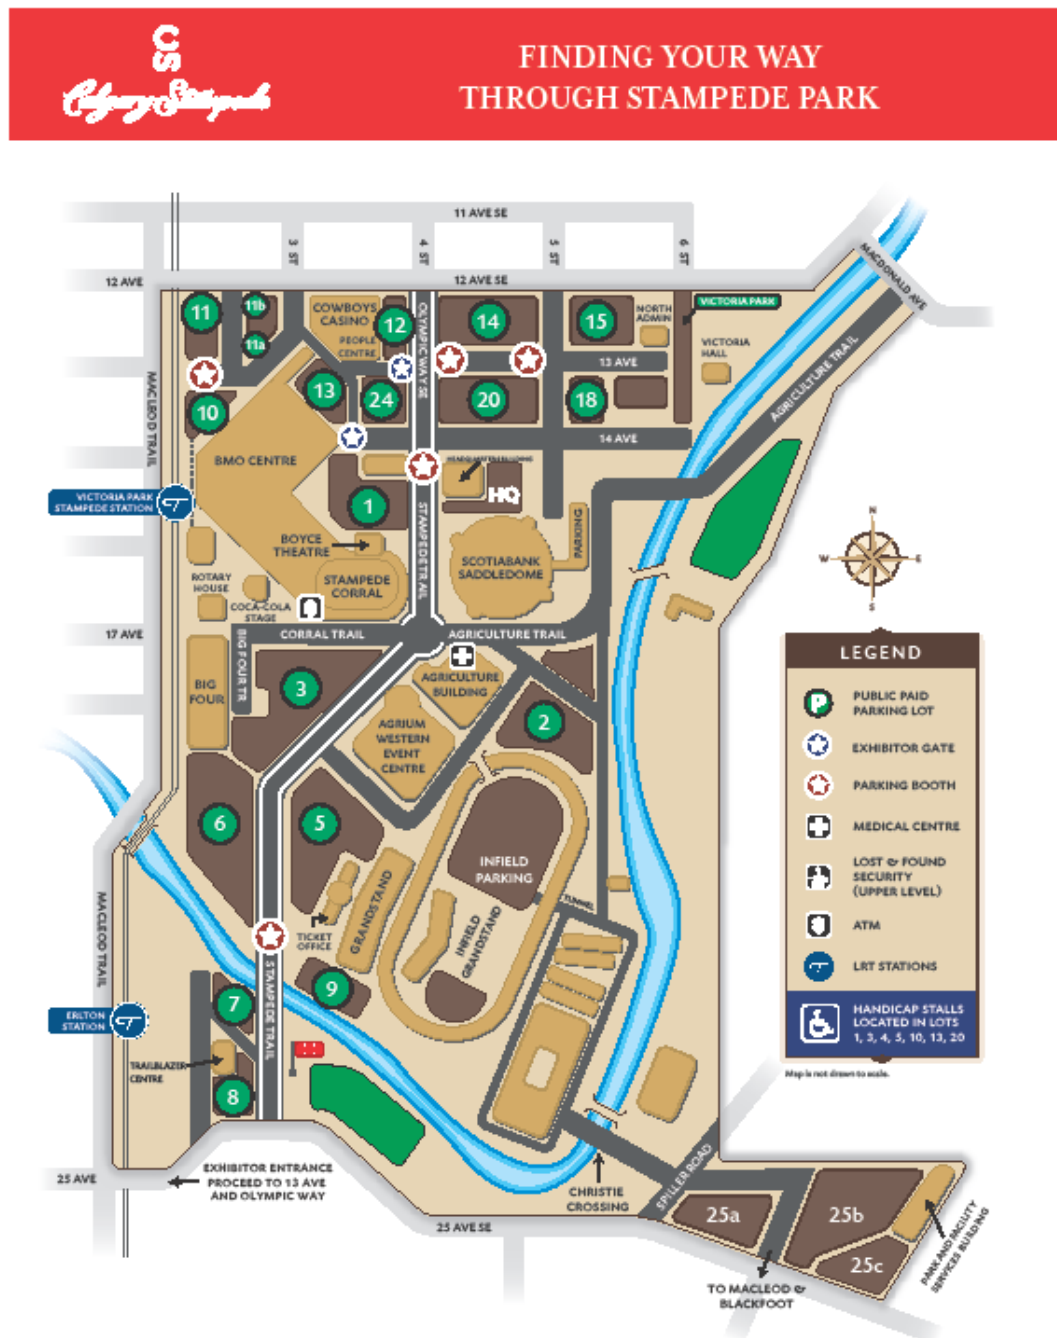 CS
Calgary Stampede
FINDING YOUR WAY
THROUGH STAMPEDE PARK
11 AVE SE
3 ST
4 ST
5 ST
6 ST
12 AVE
12 AVE SE
MACDONALD AVE
11
11b
11a
COWBOYS
CASINO
PEOPLE
CENTRE
12
OLYMPIC WAY SE
14
15
NORTH
ADMIN
VICTORIA PARK
VICTORIA
HALL
13 AVE
AGRICULTURE TRAIL
MACLEOD TRAIL
10
13
24
20
18
14 AVE
BMO CENTRE
HEADQUARTERS BUILDING
HQ
VICTORIA PARK
STAMPEDE STATION
1
STAMPEDE TRAIL
PARKING
BOYCE
THEATRE
STAMPEDE
CORRAL
SCOTIABANK
SADDLEDOME
ROTARY
HOUSE
COCA-COLA
STAGE
N
W
E
S
17 AVE
CORRAL TRAIL
AGRICULTURE TRAIL
BIG FOUR TR
BIG
FOUR
3
AGRICULTURE
BUILDING
AGRIUM
WESTERN
EVENT
CENTRE
2
6
5
INFIELD
PARKING
TUNNEL
MACLEOD TRAIL
TICKET
OFFICE
GRANDSTAND
INFIELD
GRANDSTAND
LEGEND
P
PUBLIC PAID
PARKING LOT
EXHIBITOR GATE
PARKING BOOTH
MEDICAL CENTRE
LOST & FOUND
SECURITY
(UPPER LEVEL)
ATM
LRT STATIONS
HANDICAP STALLS
LOCATED IN LOTS
1, 3, 4, 5, 10, 13, 20
Map is not drawn to scale.
STAMPEDE TRAIL
7
9
ERLTON
STATION
TRAILBLAZER
CENTRE
8
25 AVE
EXHIBITOR ENTRANCE
PROCEED TO 13 AVE
AND OLYMPIC WAY
25 AVE SE
CHRISTIE
CROSSING
SPILLER ROAD
25a
25b
25c
PARK AND FACILITY
SERVICES BUILDING
TO MACLEOD &
BLACKFOOT